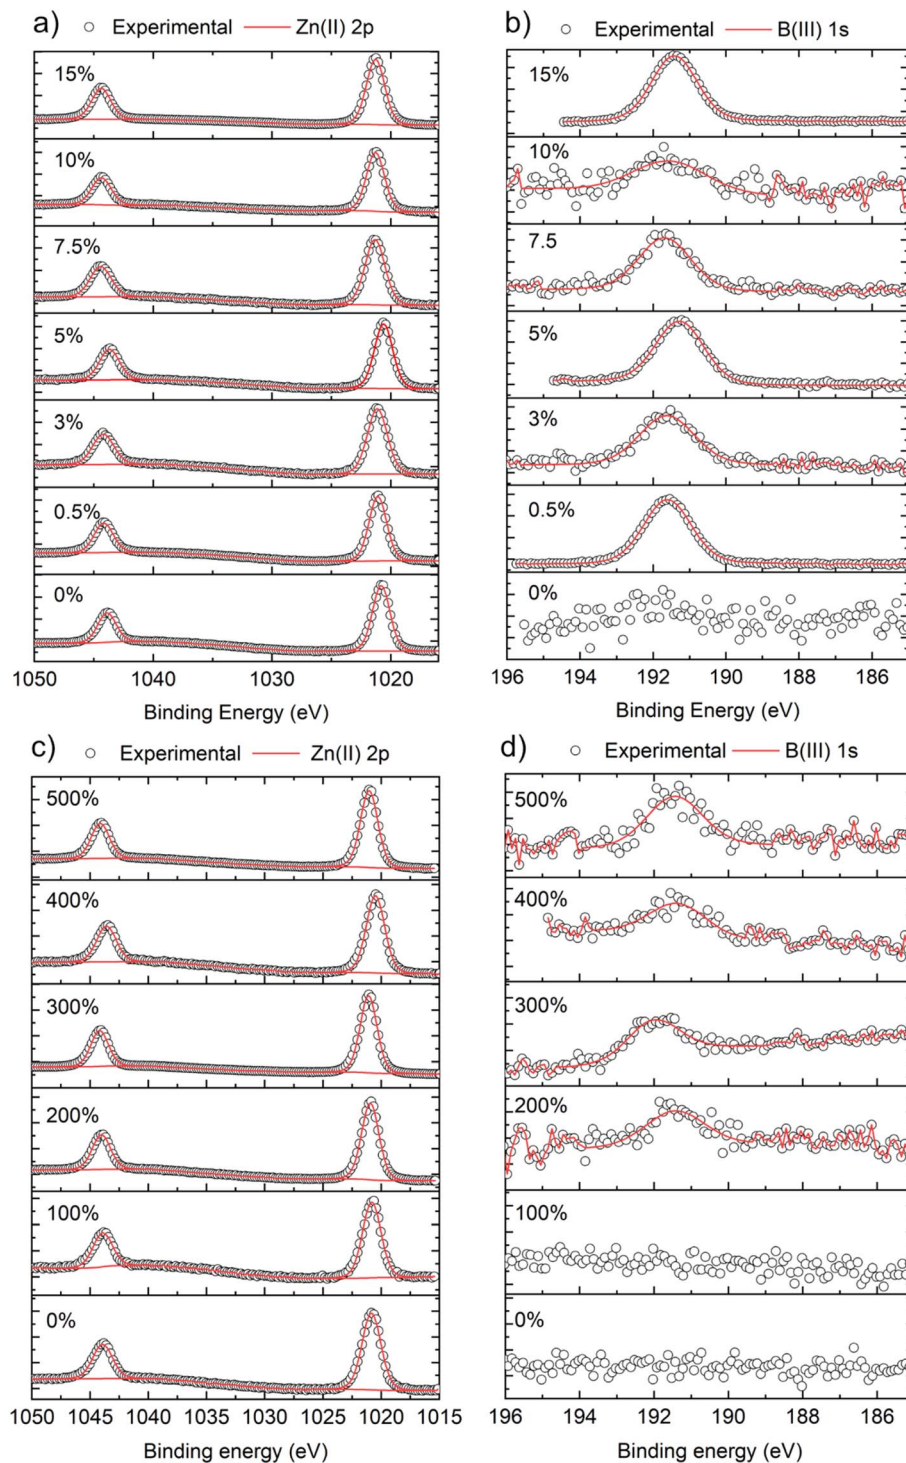 a) Experimental Zn(II) 2p
15%
10%
7.5%
5%
3%
0.5%
0%
1050 1040 1030 1020
Binding Energy (eV)
b) Experimental B(III) 1s
15%
10%
7.5
5%
3%
0.5%
0%
196 194 192 190 188 186
Binding Energy (eV)
c) Experimental Zn(II) 2p
500%
400%
300%
200%
100%
0%
1050 1045 1040 1035 1030 1025 1020 1015
Binding energy (eV)
d) Experimental B(III) 1s
500%
400%
300%
200%
100%
0%
196 194 192 190 188 186
Binding energy (eV)